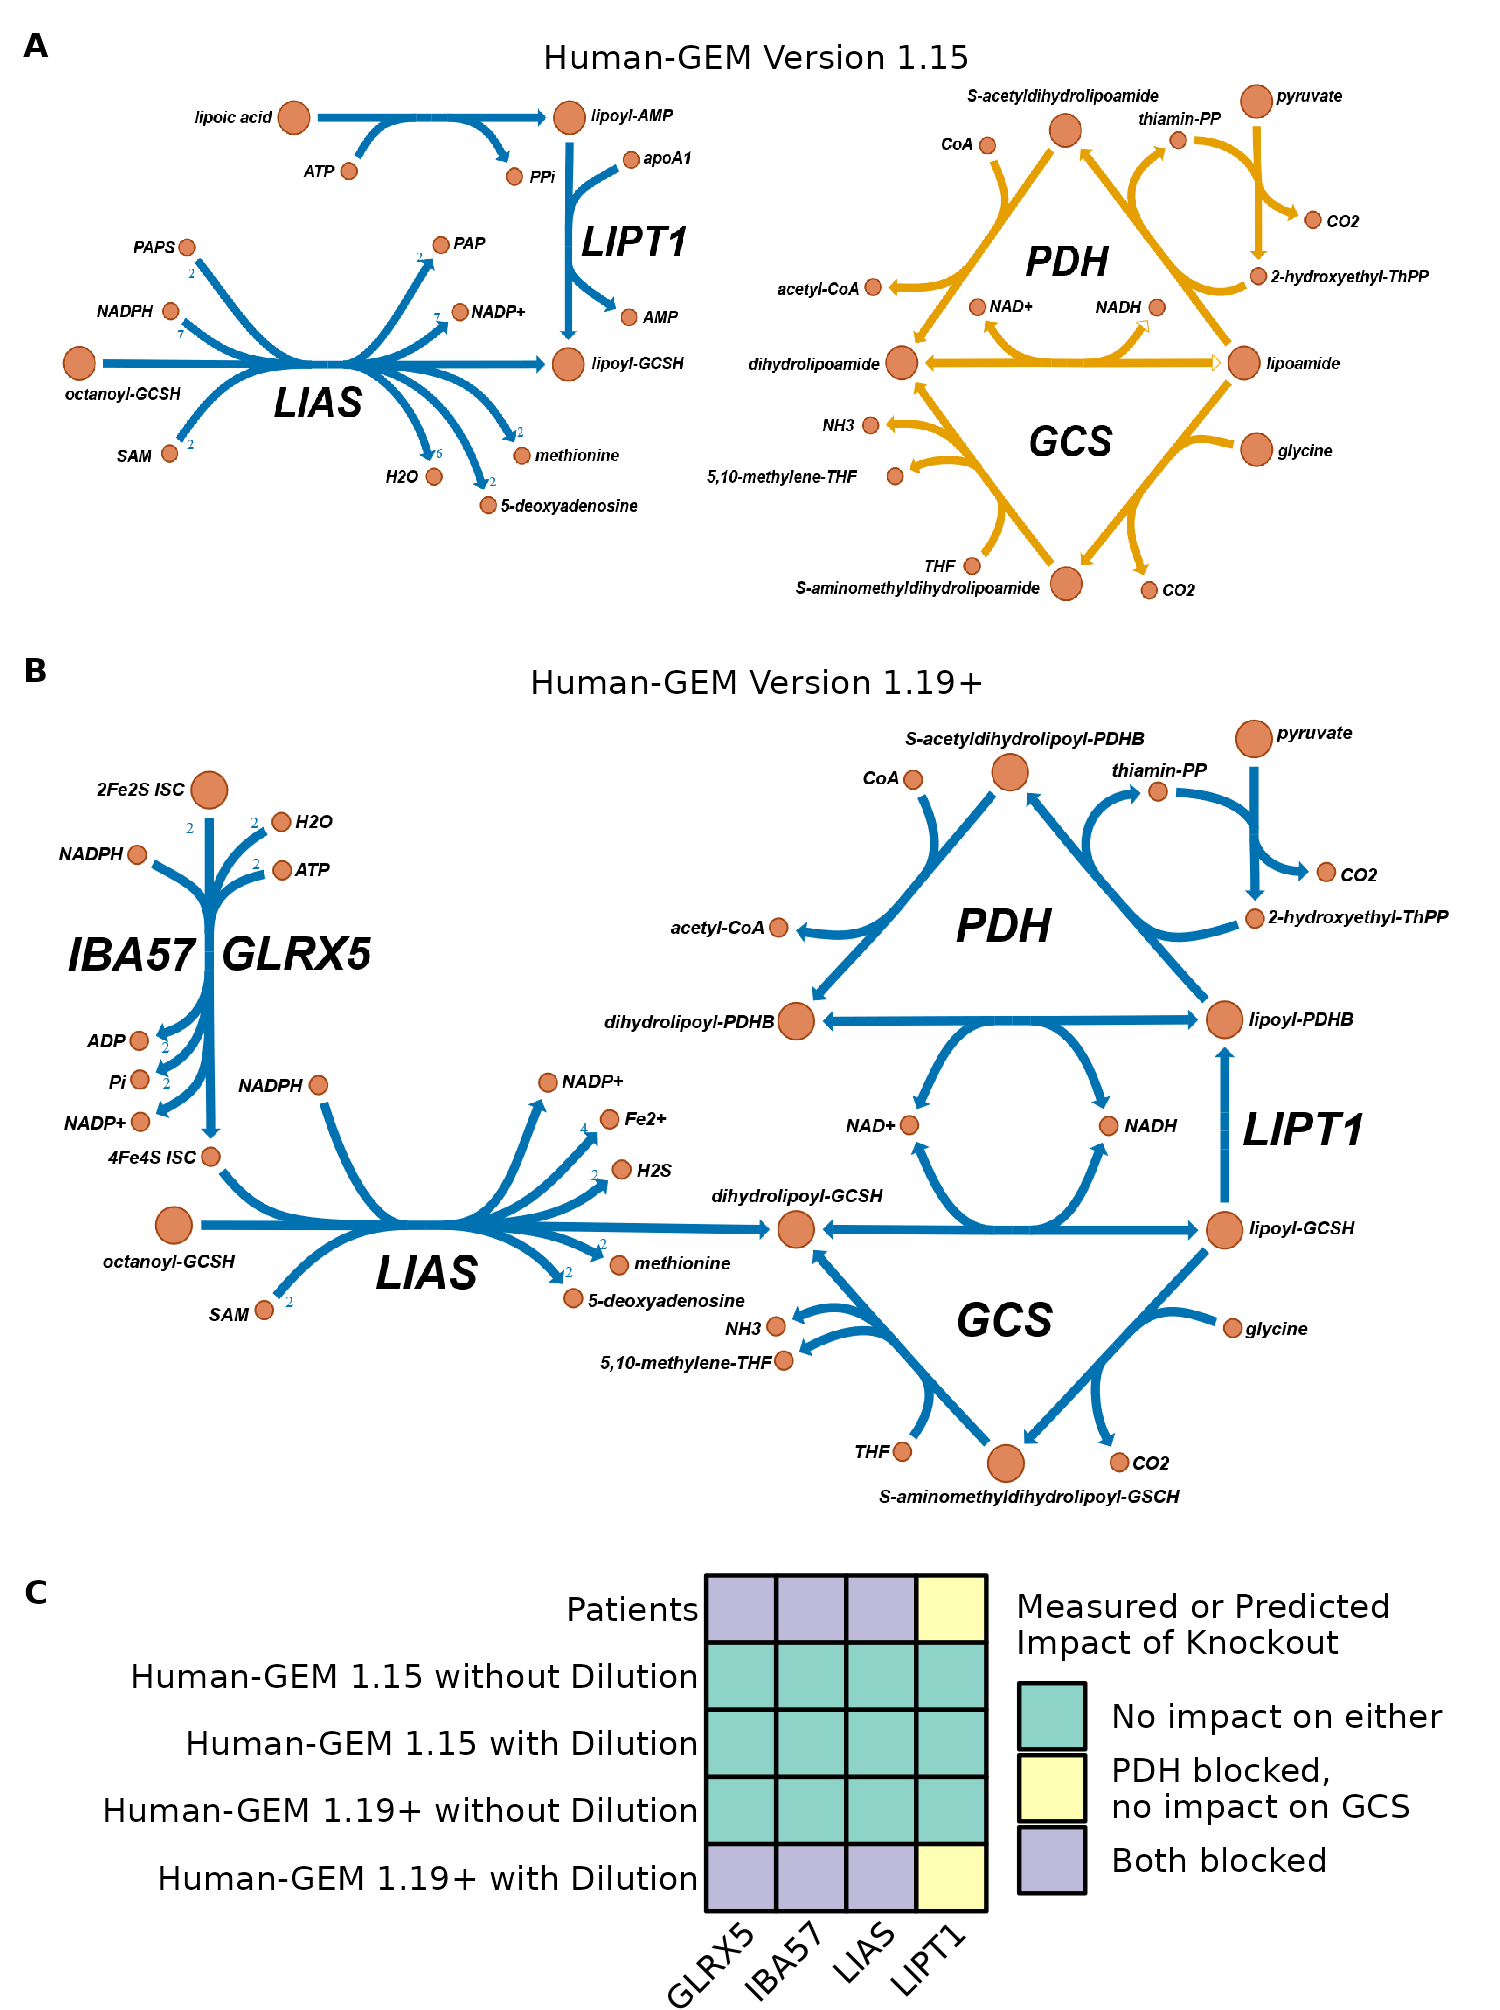 A
Human-GEM Version 1.15
lipoic acid
lipoyl-AMP
ATP
PPi
apoA1
LIPT1
PAPS
2
PAP
2
NADPH
7
NADP+
7
AMP
octanoyl-GCSH
lipoyl-GCSH
LIAS
SAM
2
H2O
6
methionine
2
5-deoxyadenosine
2
S-acetyldihydrolipoamide
pyruvate
thiamin-PP
CoA
CO2
PDH
2-hydroxyethyl-ThPP
acetyl-CoA
NAD+
NADH
dihydrolipoamide
lipoamide
NH3
GCS
glycine
5,10-methylene-THF
THF
S-aminomethyldihydrolipoamide
CO2
B
Human-GEM Version 1.19+
2Fe2S ISC
2
2
H2O
NADPH
2
ATP
IBA57
GLRX5
ADP
2
Pi
2
NADP+
4Fe4S ISC
NADPH
NADP+
4
Fe2+
2
H2S
octanoyl-GCSH
LIAS
SAM
2
2
methionine
2
5-deoxyadenosine
S-acetyldihydrolipoyl-PDHB
pyruvate
CoA
thiamin-PP
CO2
PDH
2-hydroxyethyl-ThPP
acetyl-CoA
dihydrolipoyl-PDHB
lipoyl-PDHB
NAD+
NADH
LIPT1
dihydrolipoyl-GCSH
lipoyl-GCSH
GCS
NH3
glycine
5,10-methylene-THF
THF
CO2
S-aminomethyldihydrolipoyl-GSCH
C
Patients
Human-GEM 1.15 without Dilution
Human-GEM 1.15 with Dilution
Human-GEM 1.19+ without Dilution
Human-GEM 1.19+ with Dilution
GLRX5
IBA57
LIAS
LIPT1
Measured or Predicted
Impact of Knockout
No impact on either
PDH blocked,
no impact on GCS
Both blocked